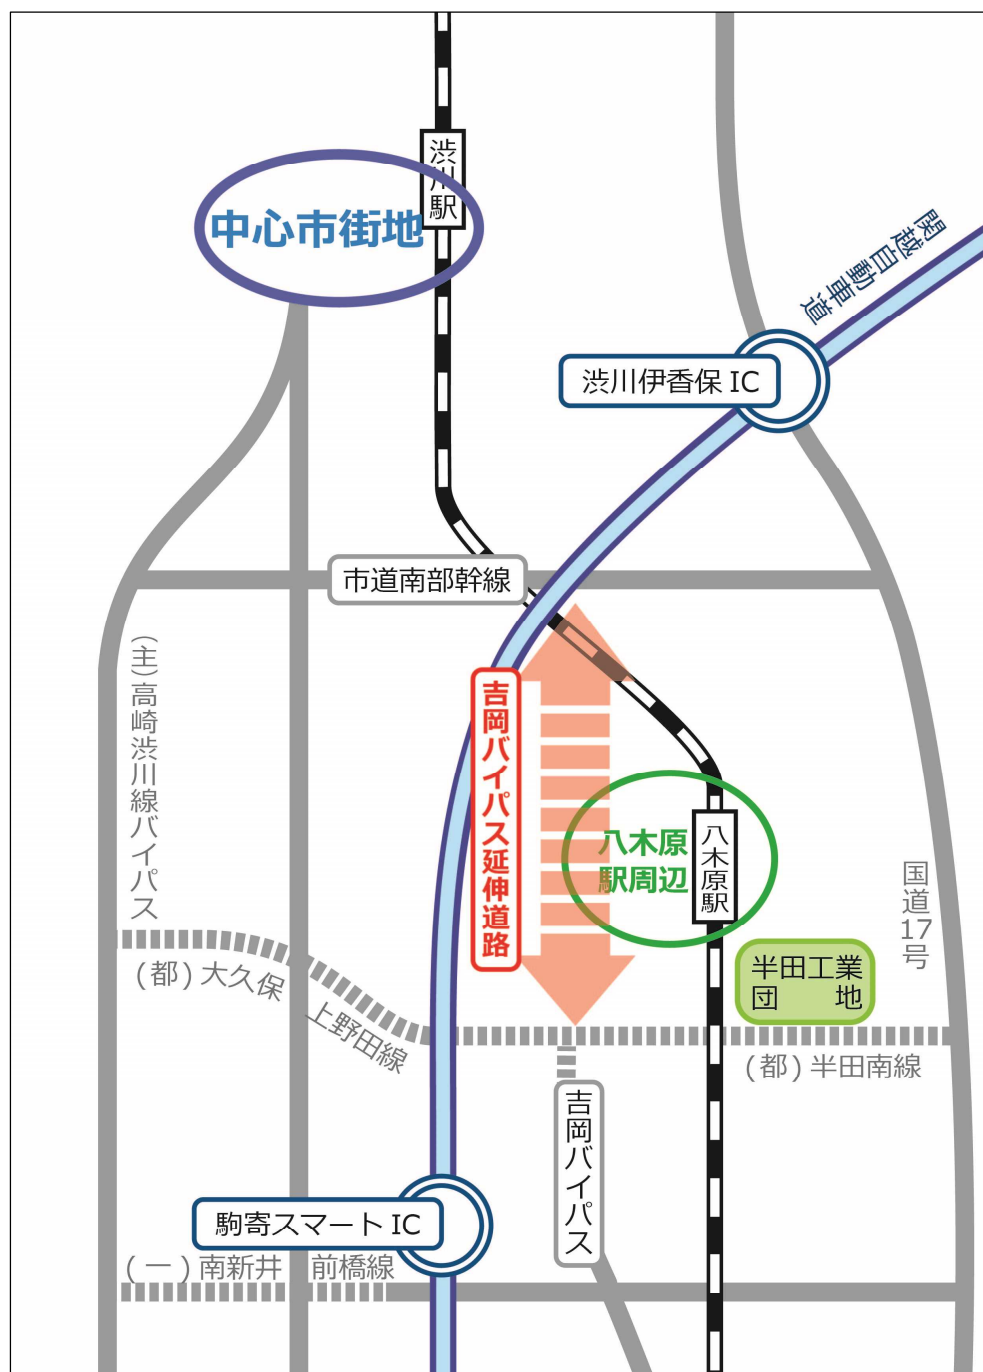 渋川駅
中心市街地
関越自動車道
渋川伊香保 IC
市道南部幹線
(主)高崎渋川線バイパス
吉岡バイパス延伸道路
八木原
駅周辺
八木原駅
国道17号
半田工業
団　地
(都)大久保
上野田線
(都)半田南線
吉岡バイパス
駒寄スマート IC
(一)南新井
前橋線